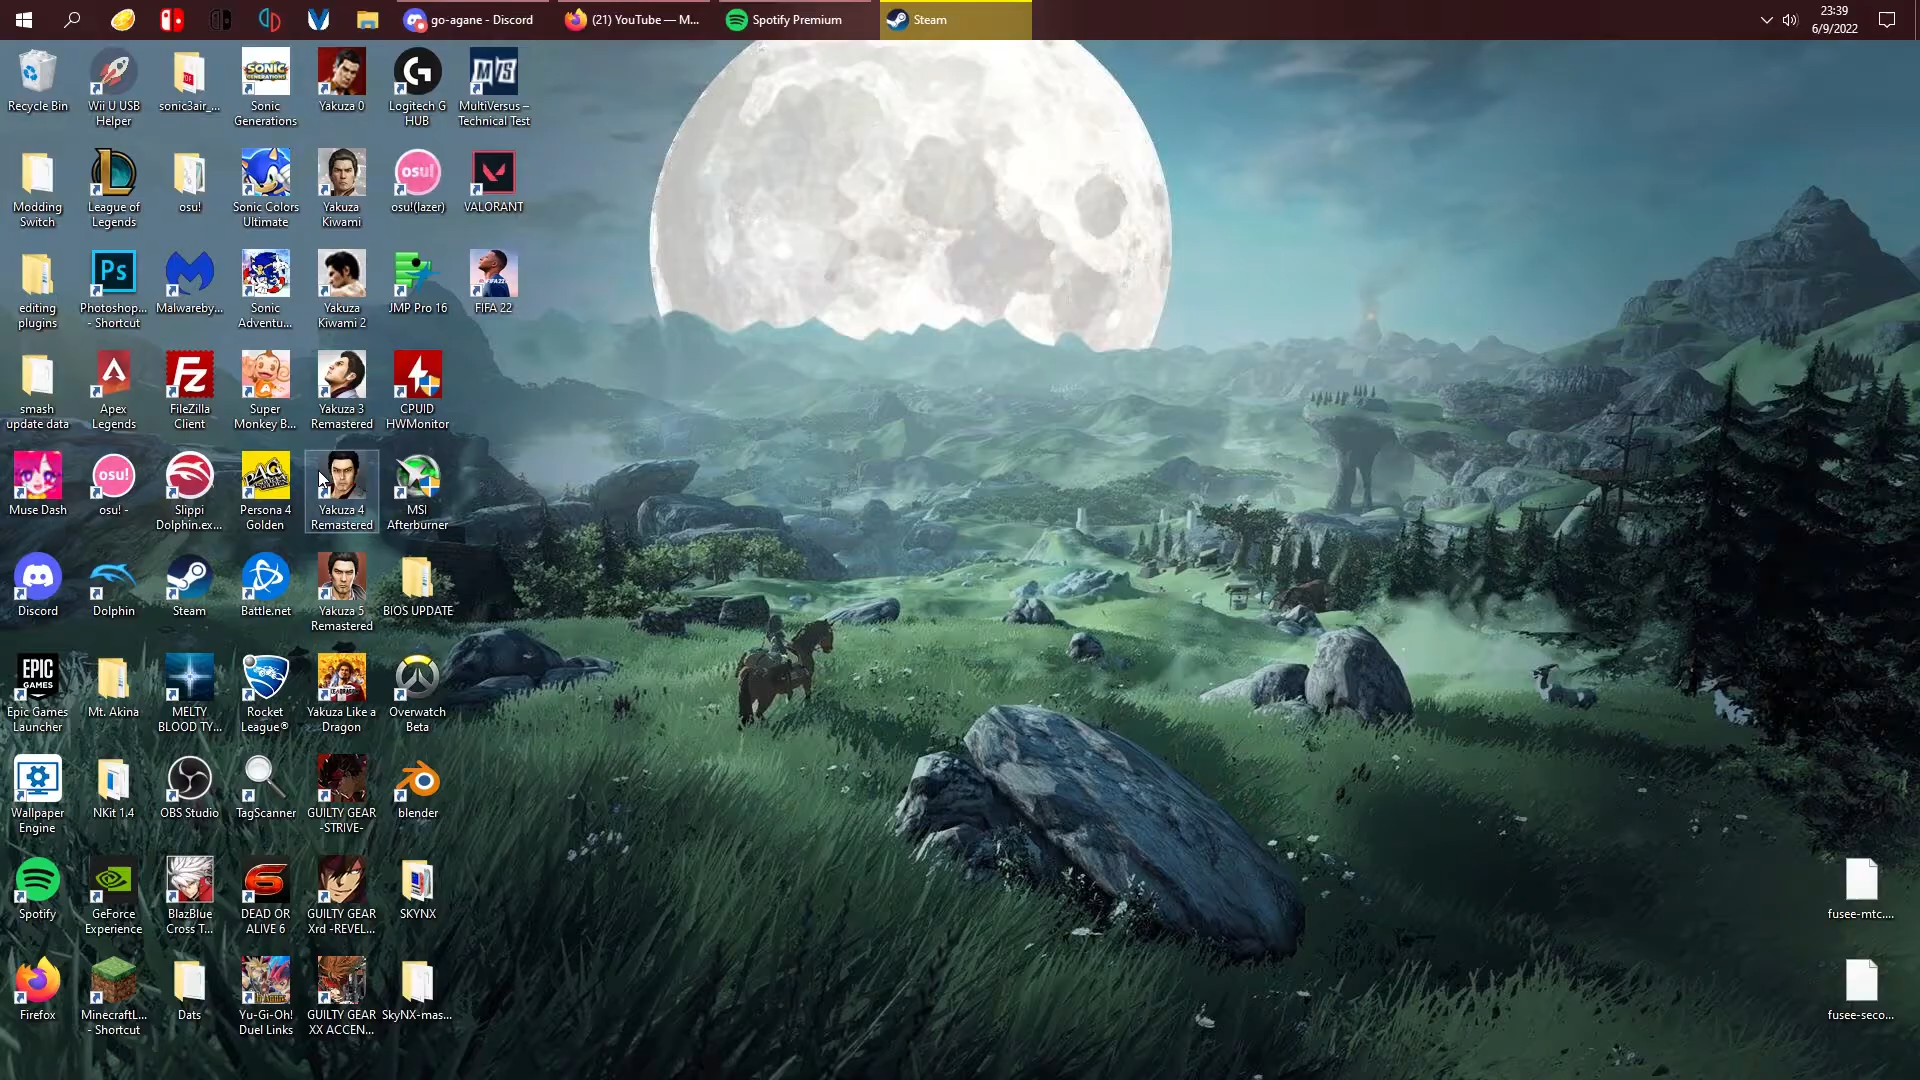 go-agane - Discord
(21) YouTube — M...
Spotify Premium
Steam
23:39
6/9/2022
Recycle Bin
Wii U USB
Helper
sonic3air_...
Sonic
Generations
Yakuza 0
Logitech G
HUB
MultiVersus –
Technical Test
Modding
Switch
League of
Legends
osu!
Sonic Colors
Ultimate
Yakuza
Kiwami
osu!(lazer)
VALORANT
editing
plugins
Photoshop...
- Shortcut
Malwareby...
Sonic
Adventu...
Yakuza
Kiwami 2
JMP Pro 16
FIFA 22
smash
update data
Apex
Legends
FileZilla
Client
Super
Monkey B...
Yakuza 3
Remastered
CPUID
HWMonitor
Muse Dash
osu! -
Slippi
Dolphin.ex...
Persona 4
Golden
Yakuza 4
Remastered
MSI
Afterburner
Discord
Dolphin
Steam
Battle.net
Yakuza 5
Remastered
BIOS UPDATE
Epic Games
Launcher
Mt. Akina
MELTY
BLOOD TY...
Rocket
League®
Yakuza Like a
Dragon
Overwatch
Beta
Wallpaper
Engine
NKit 1.4
OBS Studio
TagScanner
GUILTY GEAR
-STRIVE-
blender
Spotify
GeForce
Experience
BlazBlue
Cross T...
DEAD OR
ALIVE 6
GUILTY GEAR
Xrd -REVEL...
SKYNX
fusee-mtc....
Firefox
MinecraftL...
- Shortcut
Dats
Yu-Gi-Oh!
Duel Links
GUILTY GEAR
XX ACCEN...
SkyNX-mas...
fusee-seco...